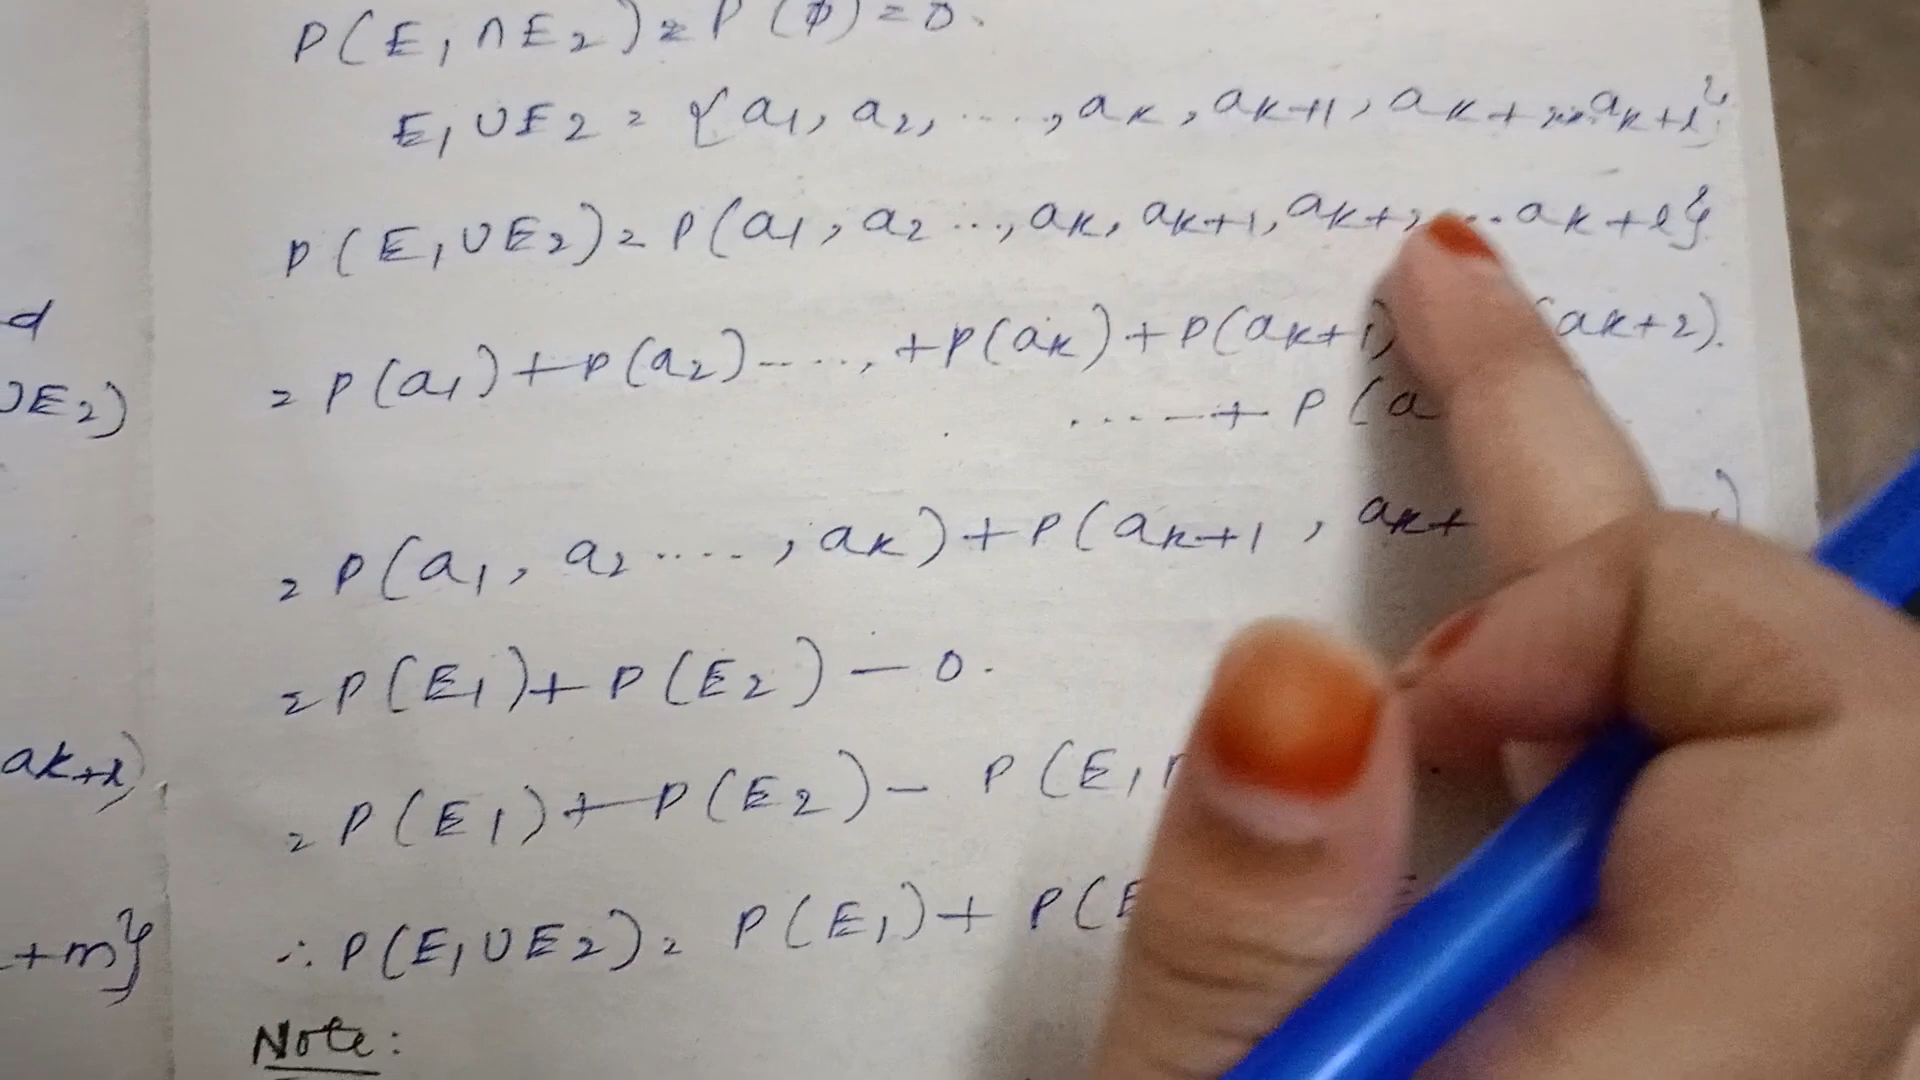 P(E₁∩E₂) = P(ϕ) = 0.
E₁∪E₂ = {a₁, a₂, ...., aₖ, aₖ₊₁, aₖ₊₂..aₖ₊ₗ}
P(E₁∪E₂) = P(a₁, a₂ ..., aₖ, aₖ₊₁, aₖ₊₂...aₖ₊ₗ}
= P(a₁) + P(a₂) ...., + P(aₖ) + P(aₖ₊₁) (aₖ₊₂).
.....+ P(a
= P(a₁, a₂ ...., aₖ) + P(aₖ₊₁, aₖ₊ )
= P(E₁) + P(E₂) − 0.
= P(E₁) + P(E₂) − P(E₁∩
∴ P(E₁∪E₂) = P(E₁) + P(E
Note:
d
∪E₂)
aₖ₊ₗ),
+m}